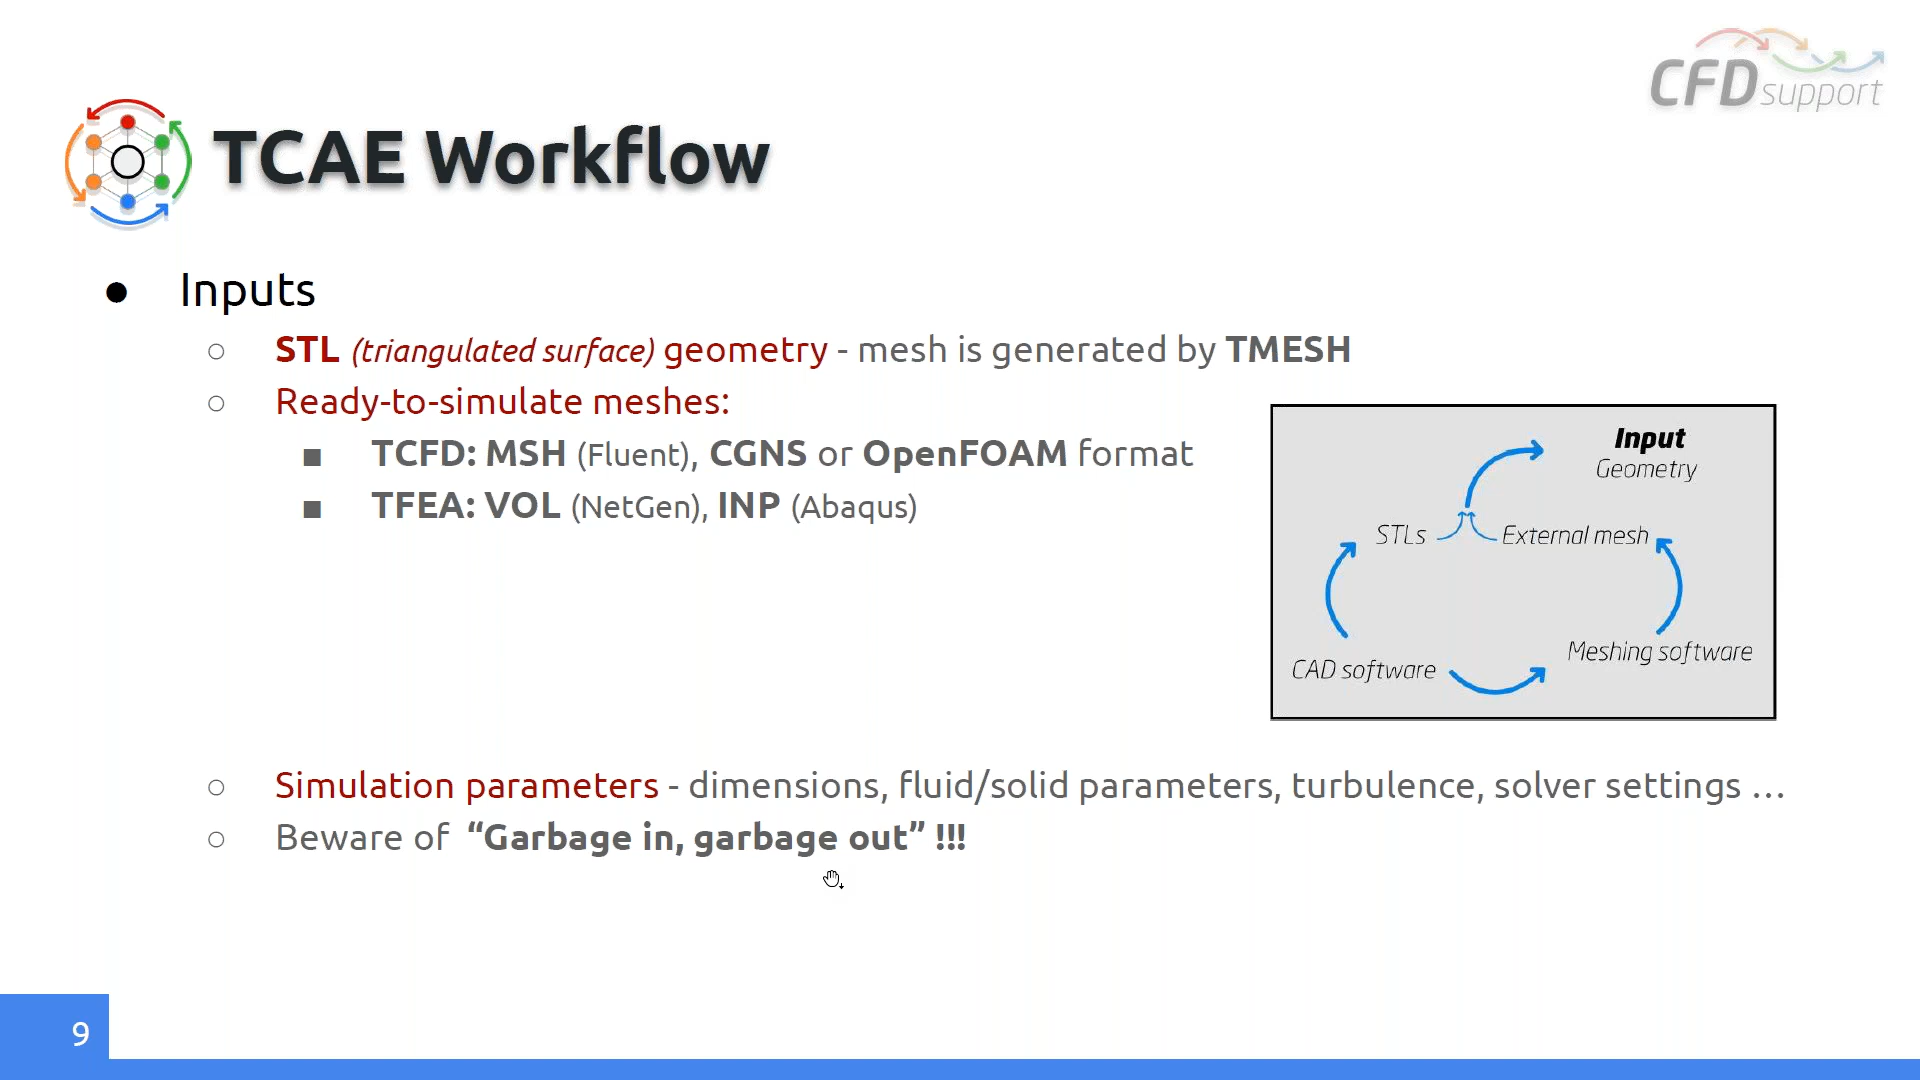 CFDsupport
TCAE Workflow
● Inputs
○ STL (triangulated surface) geometry - mesh is generated by TMESH
○ Ready-to-simulate meshes:
■ TCFD: MSH (Fluent), CGNS or OpenFOAM format
■ TFEA: VOL (NetGen), INP (Abaqus)
Input
Geometry
STLs
External mesh
Meshing software
CAD software
○ Simulation parameters - dimensions, fluid/solid parameters, turbulence, solver settings …
○ Beware of “Garbage in, garbage out” !!!
9